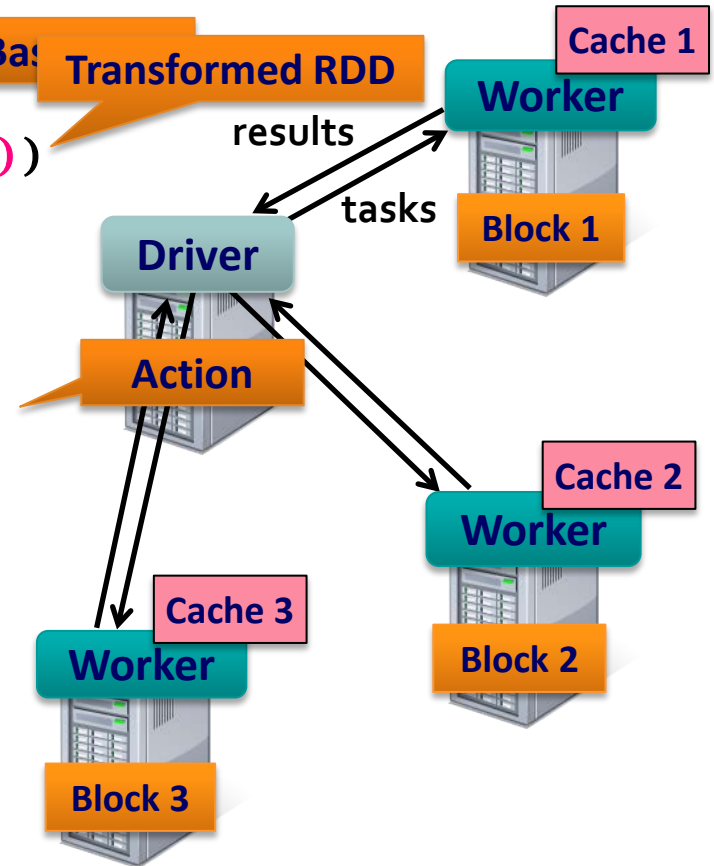 Cache 1
Bas
Transformed RDD
Worker
results
))
tasks
Block 1
Driver
Action
Cache 2
Worker
Cache 3
Block 2
Worker
Block 3